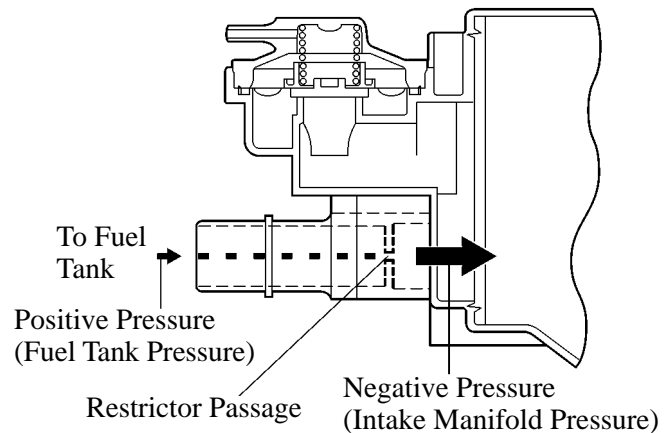 To Fuel
Tank
Positive Pressure
(Fuel Tank Pressure)
Restrictor Passage
Negative Pressure
(Intake Manifold Pressure)